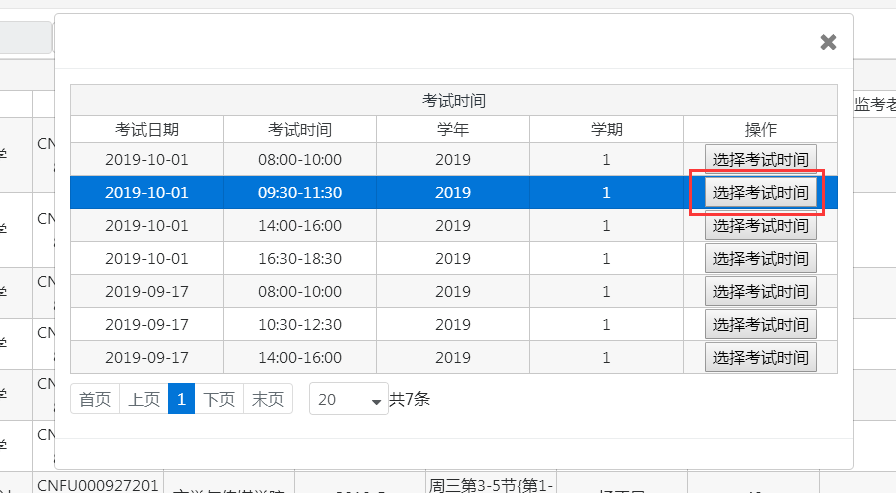 考试时间
考试日期 考试时间 学年 学期 操作
2019-10-01 08:00-10:00 2019 1 选择考试时间
2019-10-01 09:30-11:30 2019 1 选择考试时间
2019-10-01 14:00-16:00 2019 1 选择考试时间
2019-10-01 16:30-18:30 2019 1 选择考试时间
2019-09-17 08:00-10:00 2019 1 选择考试时间
2019-09-17 10:30-12:30 2019 1 选择考试时间
2019-09-17 14:00-16:00 2019 1 选择考试时间
首页 上页 1 下页 末页 20 共7条
监考老
CN
CN
CN
CN
CN
CN
CNFU000927201
周三第3-5节{第1-